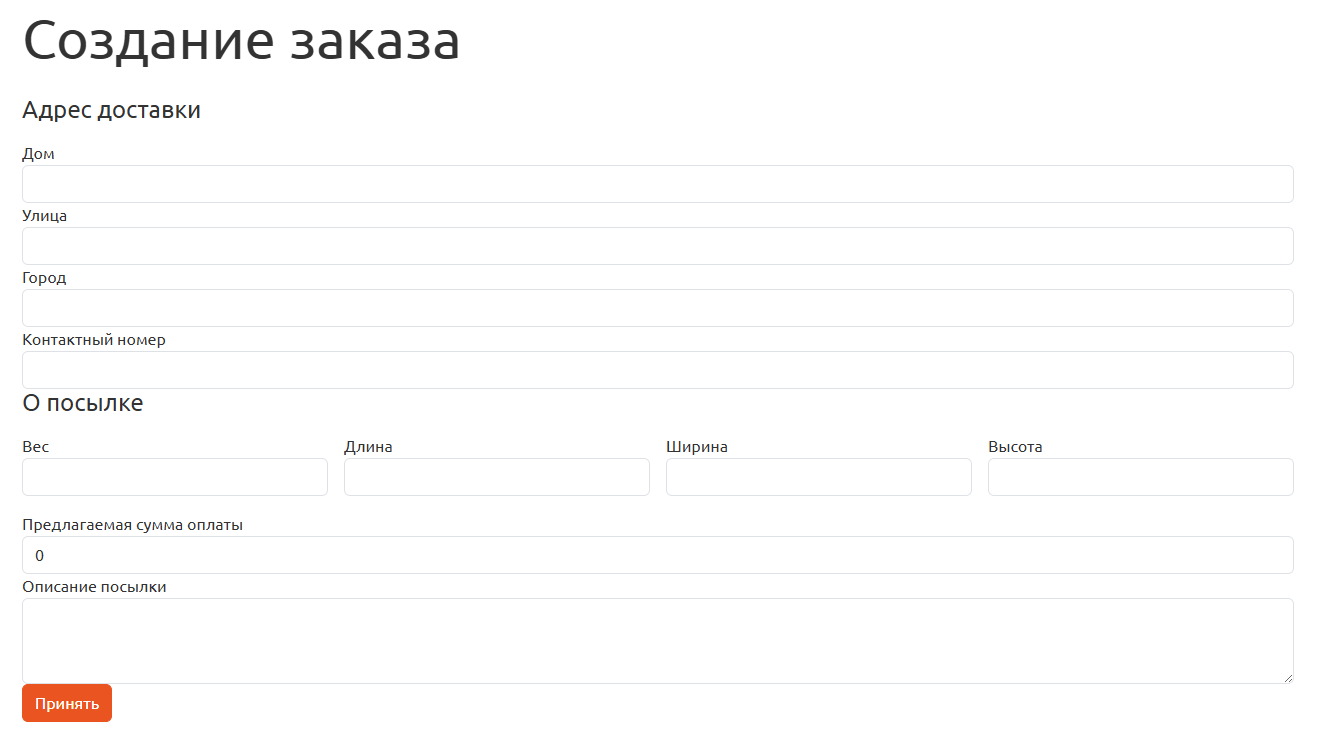 Создание заказа
Адрес доставки
Дом
Улица
Город
Контактный номер
О посылке
Вес Длина Ширина Высота
Предлагаемая сумма оплаты
0
Описание посылки
Принять